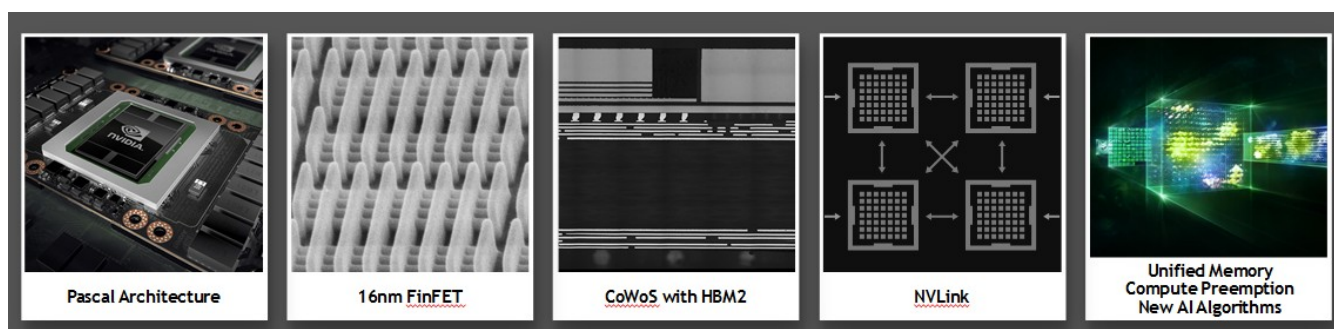 NVIDIA.
Pascal Architecture
16nm FinFET
CoWoS with HBM2
NVLink
Unified Memory
Compute Preemption
New AI Algorithms